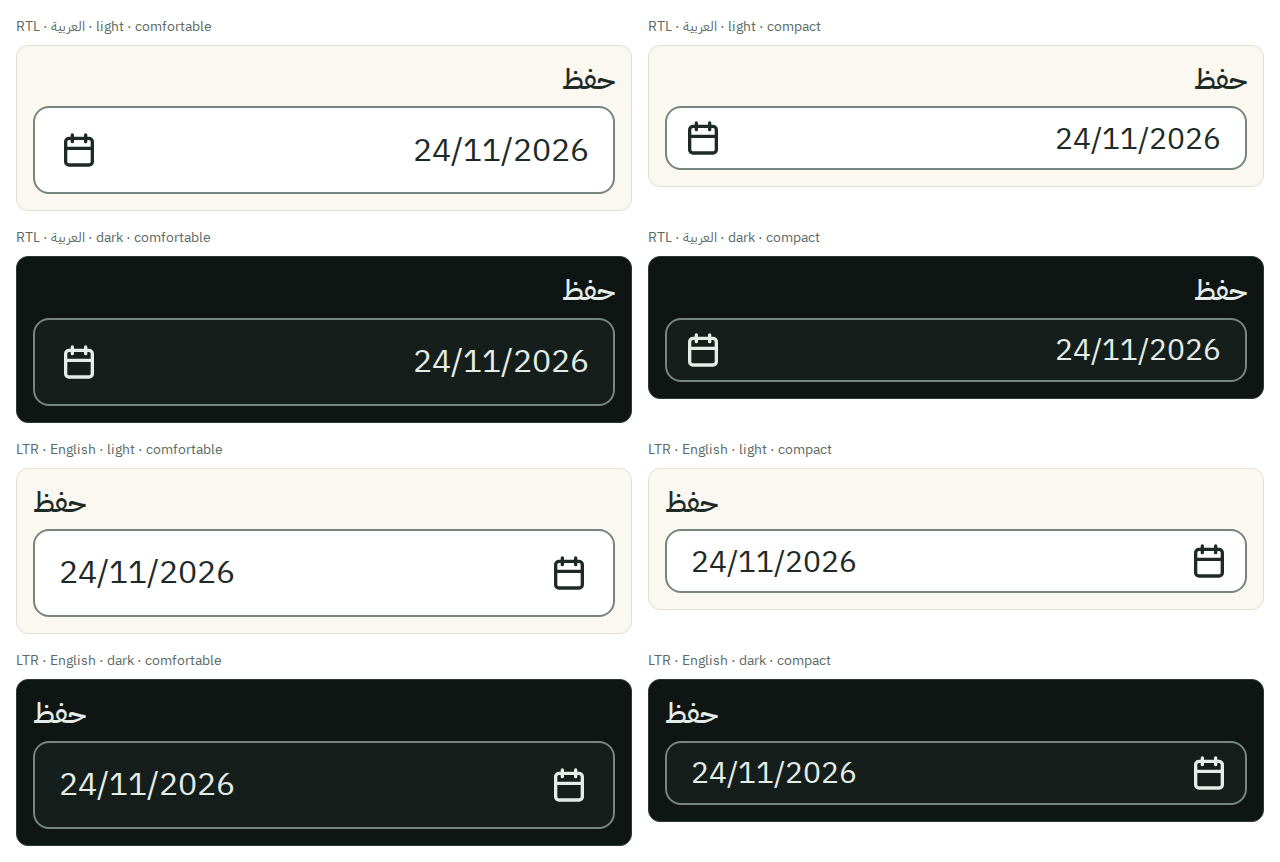 RTL · العربية · light · comfortable
حفظ
24/11/2026
RTL · العربية · light · compact
حفظ
24/11/2026
RTL · العربية · dark · comfortable
حفظ
24/11/2026
RTL · العربية · dark · compact
حفظ
24/11/2026
LTR · English · light · comfortable
حفظ
24/11/2026
LTR · English · light · compact
حفظ
24/11/2026
LTR · English · dark · comfortable
حفظ
24/11/2026
LTR · English · dark · compact
حفظ
24/11/2026